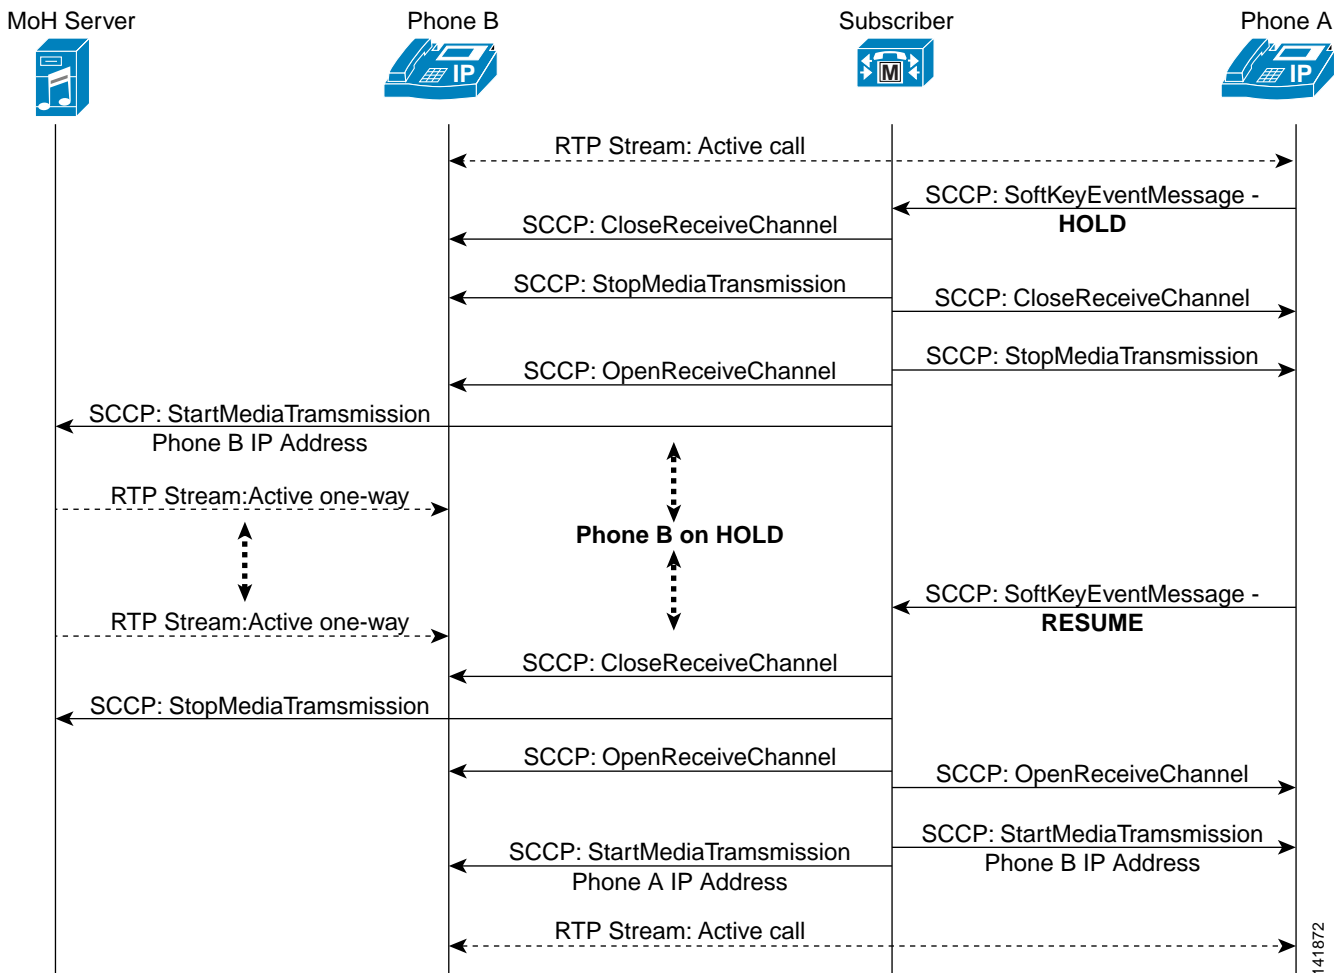 MoH Server
Phone B
Subscriber
Phone A
IP
M
IP
RTP Stream: Active call
SCCP: SoftKeyEventMessage -
HOLD
SCCP: CloseReceiveChannel
SCCP: StopMediaTransmission
SCCP: CloseReceiveChannel
SCCP: StopMediaTransmission
SCCP: OpenReceiveChannel
SCCP: StartMediaTramsmission
Phone B IP Address
RTP Stream:Active one-way
Phone B on HOLD
SCCP: SoftKeyEventMessage -
RESUME
RTP Stream:Active one-way
SCCP: CloseReceiveChannel
SCCP: StopMediaTramsmission
SCCP: OpenReceiveChannel
SCCP: OpenReceiveChannel
SCCP: StartMediaTramsmission
Phone B IP Address
SCCP: StartMediaTramsmission
Phone A IP Address
RTP Stream: Active call
141872